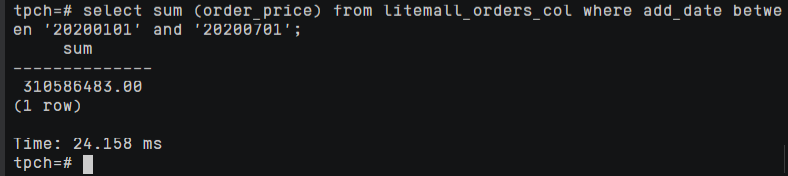 tpch=# select sum (order_price) from litemall_orders_col where add_date betwe
en '20200101' and '20200701';
sum
--------------
310586483.00
(1 row)
Time: 24.158 ms
tpch=#